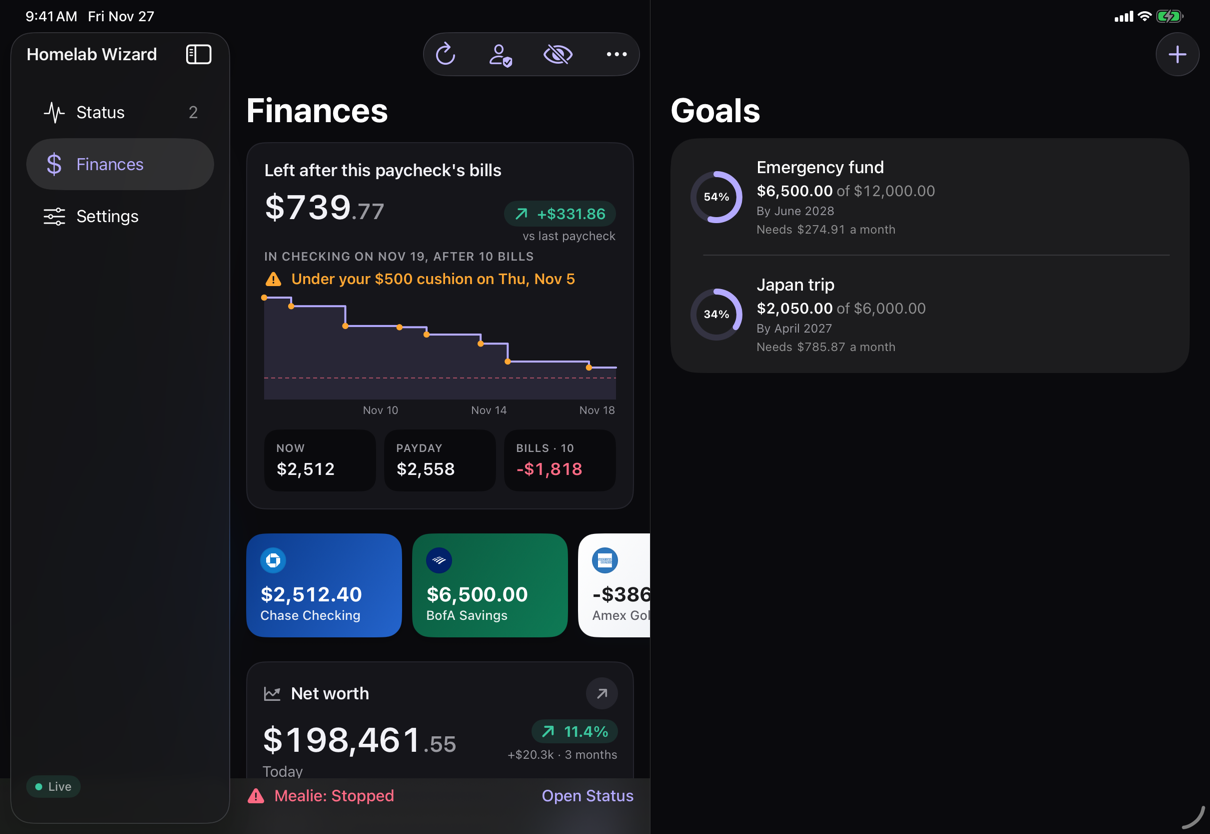 9:41 AM Fri Nov 27
Homelab Wizard
Status 2
Finances
Settings
Live
Finances
Left after this paycheck's bills
$739.77
+$331.86
vs last paycheck
IN CHECKING ON NOV 19, AFTER 10 BILLS
Under your $500 cushion on Thu, Nov 5
Nov 10 Nov 14 Nov 18
NOW
$2,512
PAYDAY
$2,558
BILLS · 10
-$1,818
$2,512.40
Chase Checking
$6,500.00
BofA Savings
-$386
Amex Gol
Net worth
$198,461.55
11.4%
+$20.3k · 3 months
Today
Mealie: Stopped
Open Status
Goals
54%
Emergency fund
$6,500.00 of $12,000.00
By June 2028
Needs $274.91 a month
34%
Japan trip
$2,050.00 of $6,000.00
By April 2027
Needs $785.87 a month